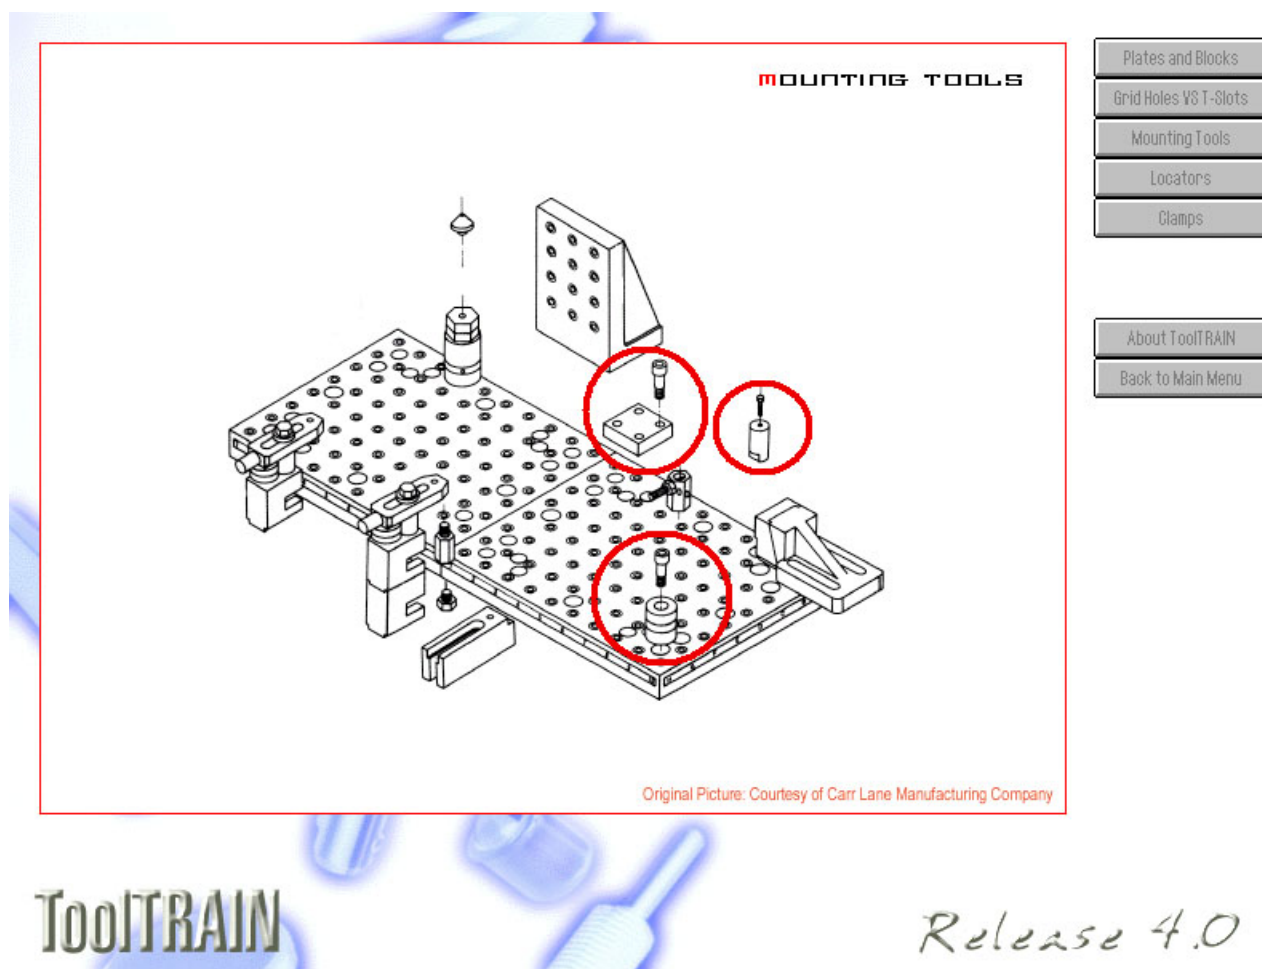 mounting tools
Plates and Blocks
Grid Holes VS T-Slots
Mounting Tools
Locators
Clamps
About ToolTRAIN
Back to Main Menu
Original Picture: Courtesy of Carr Lane Manufacturing Company
ToolTRAIN
Release 4.0